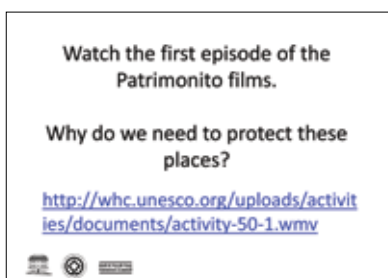 Watch the first episode of the
Patrimonito films.
Why do we need to protect these
places?
http://whc.unesco.org/uploads/activit
ies/documents/activity-50-1.wmv